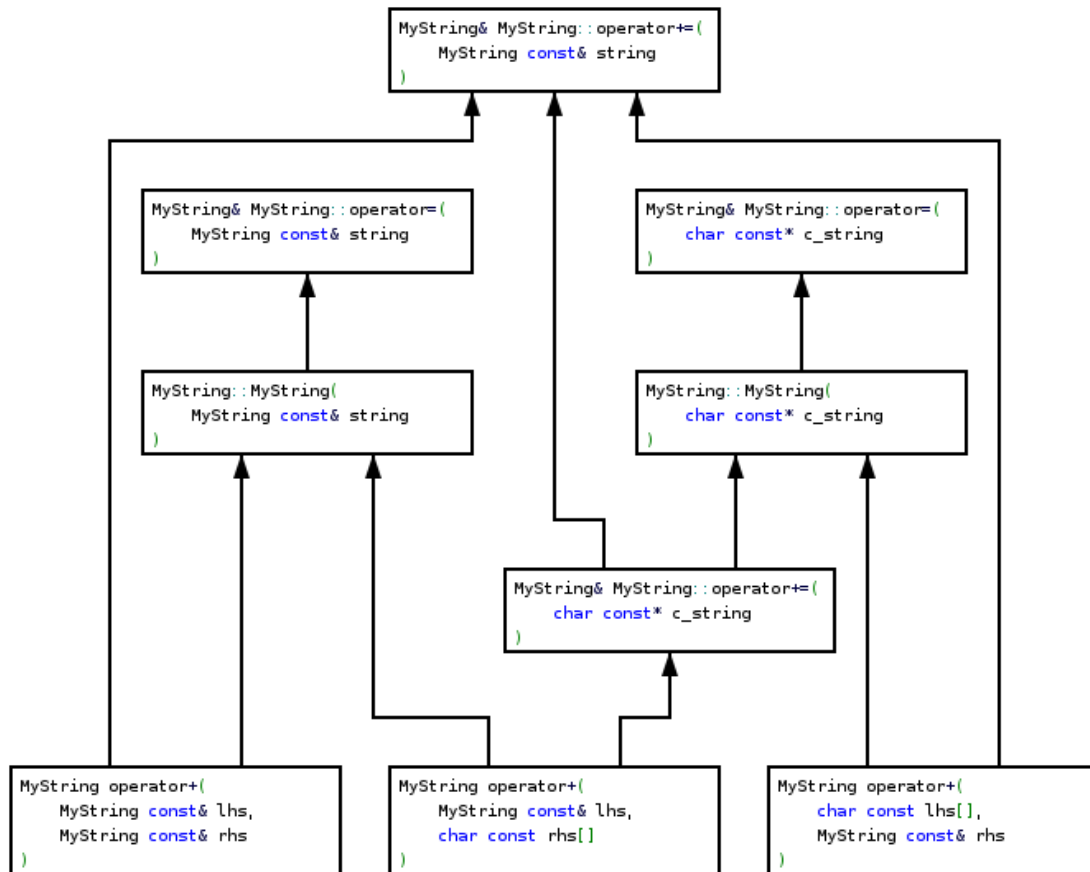 MyString& MyString::operator+=(
MyString const& string
)
MyString& MyString::operator=(
MyString const& string
)
MyString& MyString::operator=(
char const* c_string
)
MyString::MyString(
MyString const& string
)
MyString::MyString(
char const* c_string
)
MyString& MyString::operator+=(
char const* c_string
)
MyString operator+(
MyString const& lhs,
MyString const& rhs
)
MyString operator+(
MyString const& lhs,
char const rhs[]
)
MyString operator+(
char const lhs[],
MyString const& rhs
)